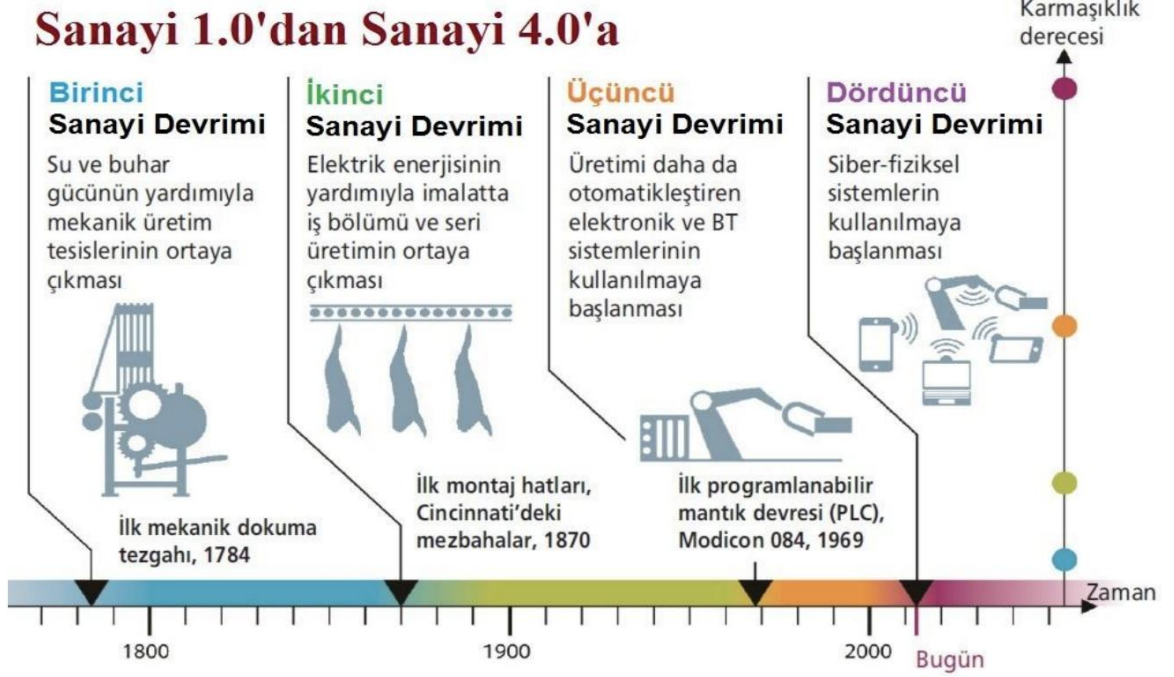 Sanayi 1.0'dan Sanayi 4.0'a
Karmaşıklık
derecesi
Birinci
Sanayi Devrimi
Su ve buhar
gücünün yardımıyla
mekanik üretim
tesislerinin ortaya
çıkması
İlk mekanik dokuma
tezgahı, 1784
İkinci
Sanayi Devrimi
Elektrik enerjisinin
yardımıyla imalatta
iş bölümü ve seri
üretimin ortaya
çıkması
İlk montaj hatları,
Cincinnati’deki
mezbahalar, 1870
Üçüncü
Sanayi Devrimi
Üretimi daha da
otomatikleştiren
elektronik ve BT
sistemlerinin
kullanılmaya
başlanması
İlk programlanabilir
mantık devresi (PLC),
Modicon 084, 1969
Dördüncü
Sanayi Devrimi
Siber-fiziksel
sistemlerin
kullanılmaya
başlanması
Zaman
1800
1900
2000
Bugün